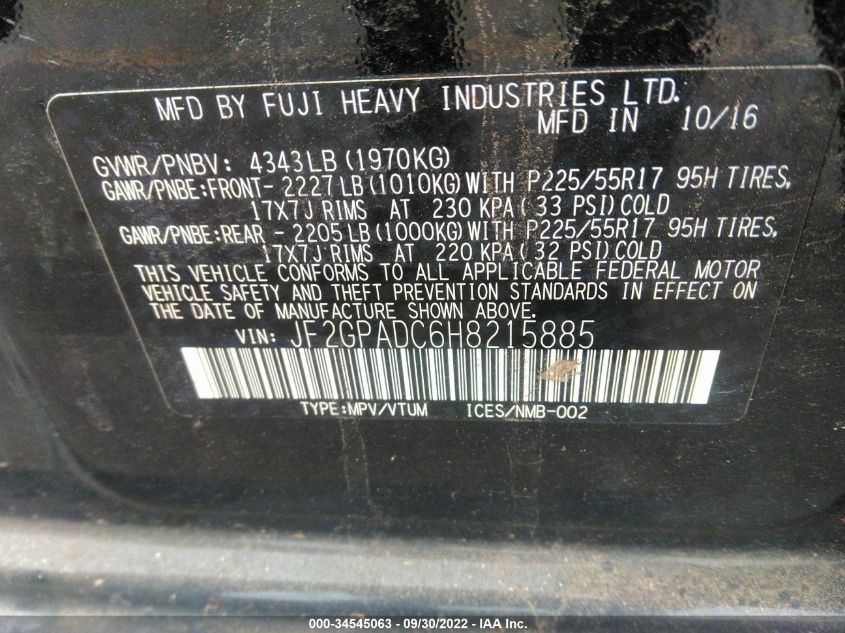 MFD BY FUJI HEAVY INDUSTRIES LTD.
MFD IN 10/16
GVWR/PNBV: 4343LB (1970KG)
GAWR/PNBE:FRONT- 2227LB (1010KG) WITH P225/55R17 95H TIRES,
17X7J RIMS AT 230 KPA (33 PSI) COLD
GAWR/PNBE:REAR - 2205LB (1000KG) WITH P225/55R17 95H TIRES,
17X7J RIMS AT 220 KPA (32 PSI) COLD
THIS VEHICLE CONFORMS TO ALL APPLICABLE FEDERAL MOTOR
VEHICLE SAFETY AND THEFT PREVENTION STANDARDS IN EFFECT ON
THE DATE OF MANUFACTURE SHOWN ABOVE.
VIN: JF2GPADC6H8215885
TYPE:MPV/VTUM ICES/NMB-002
000-34545063 - 09/30/2022 - IAA Inc.